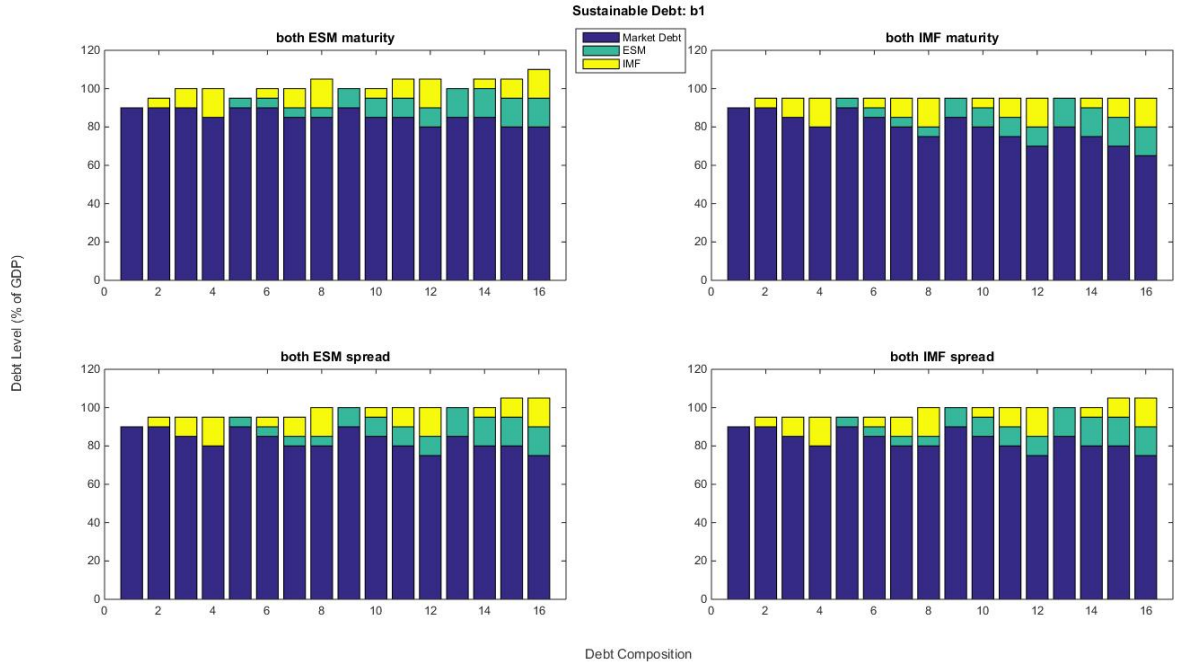 Sustainable Debt: b1
Market Debt
ESM
IMF
both ESM maturity
120
100
80
60
40
20
0
0 2 4 6 8 10 12 14 16
both IMF maturity
120
100
80
60
40
20
0
0 2 4 6 8 10 12 14 16
Debt Level (% of GDP)
both ESM spread
120
100
80
60
40
20
0
0 2 4 6 8 10 12 14 16
both IMF spread
120
100
80
60
40
20
0
0 2 4 6 8 10 12 14 16
Debt Composition